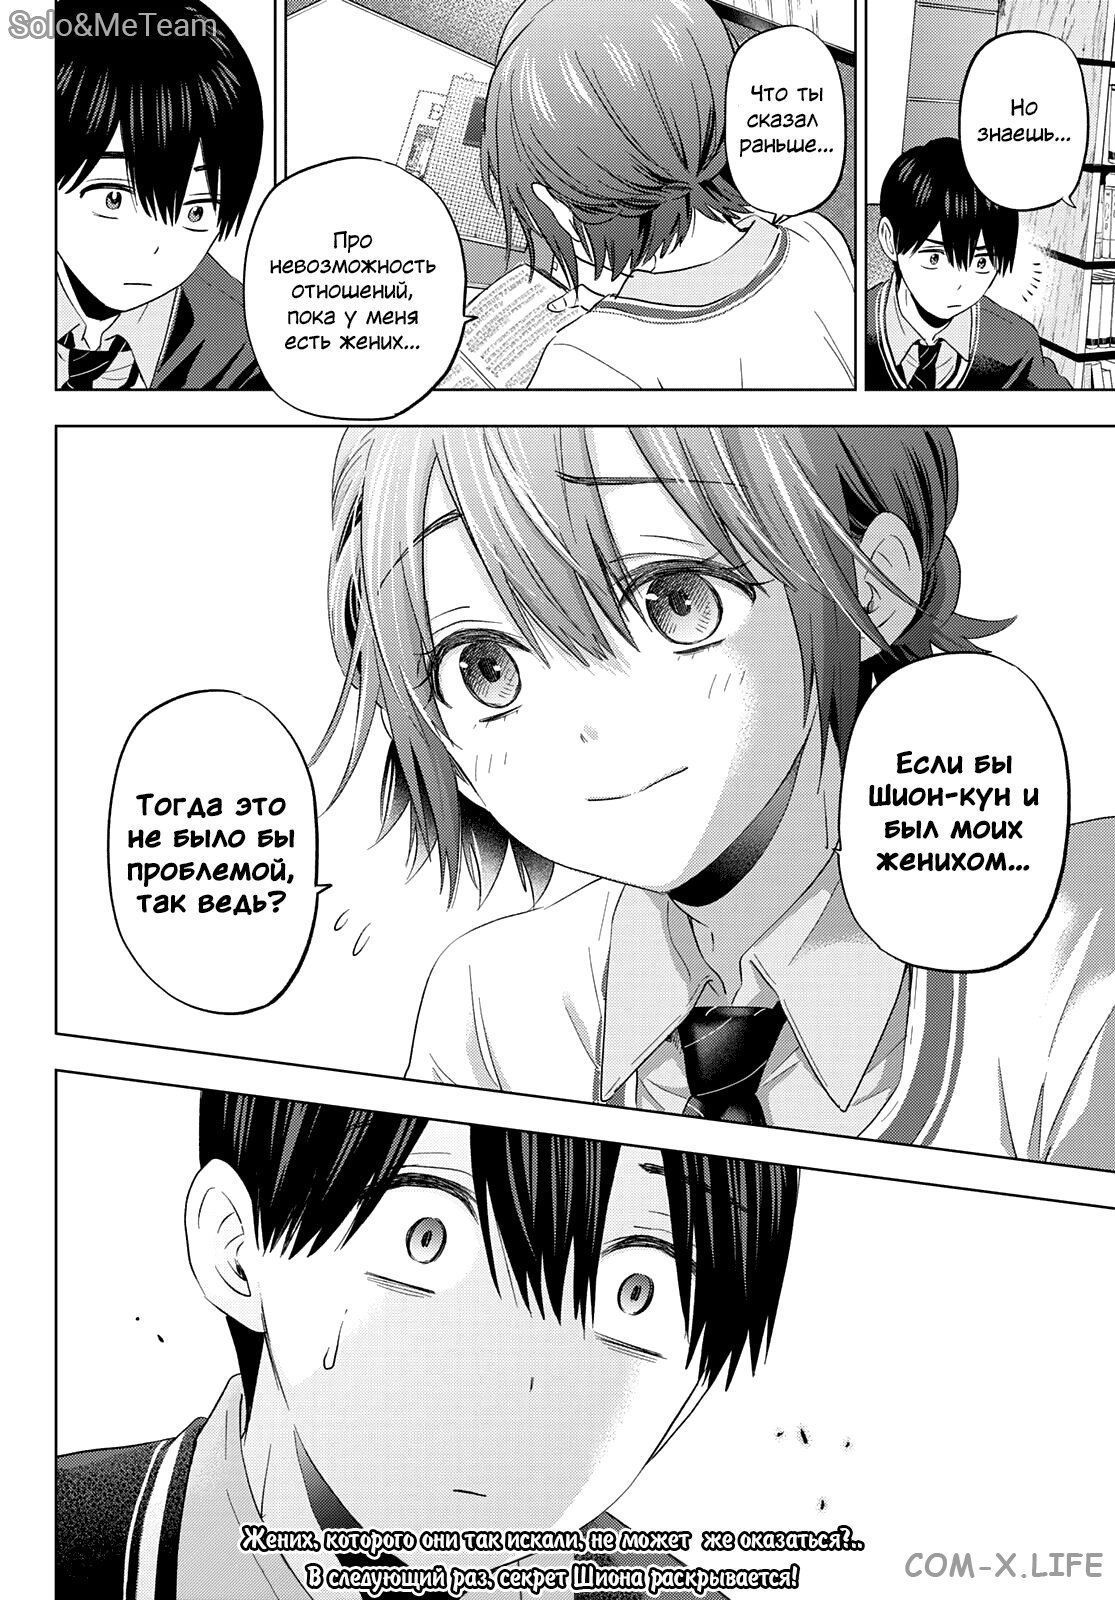 Solo&MeTeam
Но
знаешь...
Что ты
сказал
раньше...
Про
невозможность
отношений,
пока у меня
есть жених...
Если бы
Шион-кун и
был моих
женихом...
Тогда это
не было бы
проблемой,
так ведь?
Жених, которого они так искали, не может же оказаться?..
В следующий раз, секрет Шиона раскрывается!
COM-X.LIFE